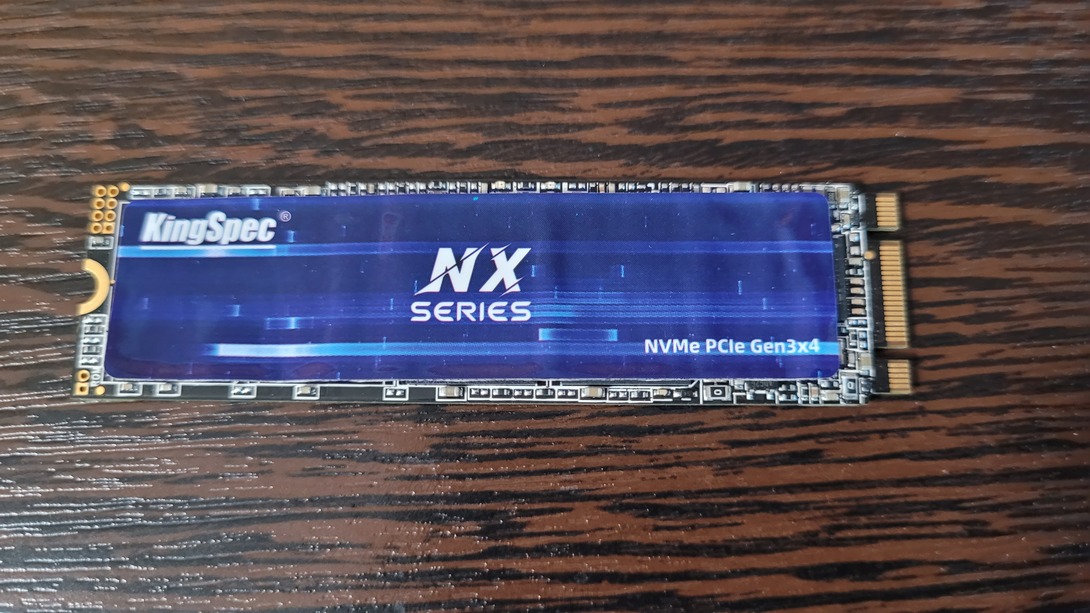 KingSpec®
NX
SERIES
NVMe PCIe Gen3x4